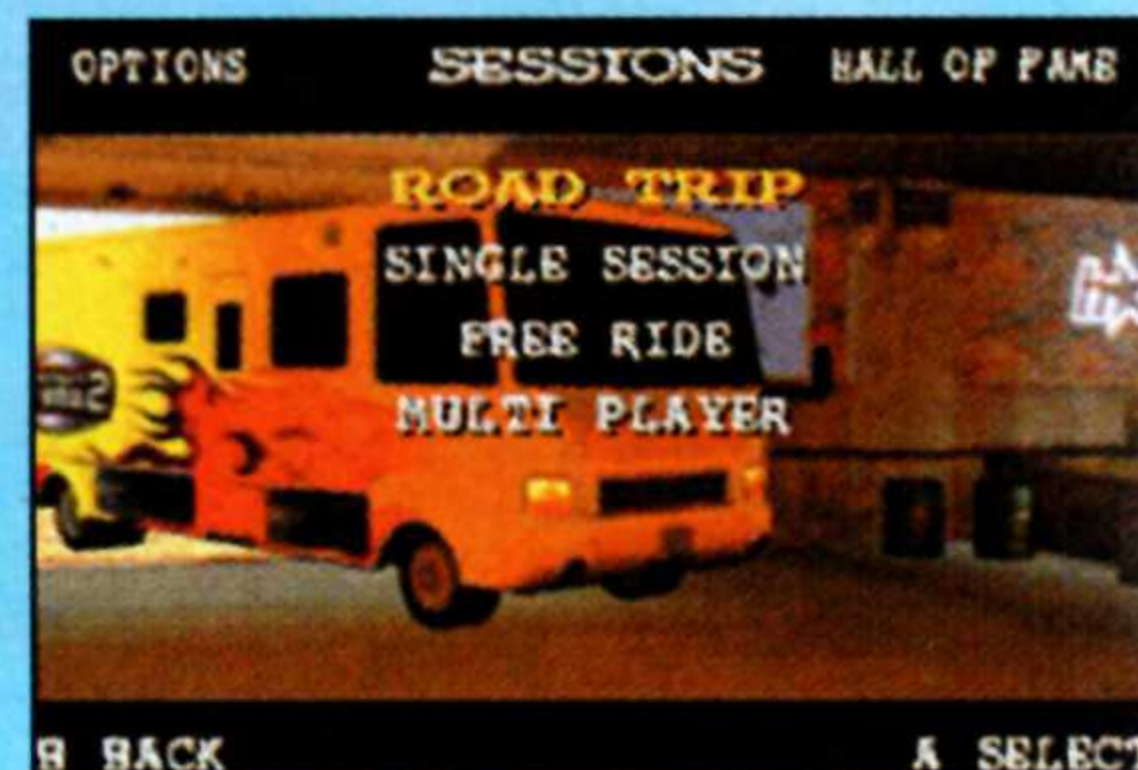 OPTIONS SESSIONS HALL OF FAME
ROAD TRIP
SINGLE SESSION
FREE RIDE
MULTI PLAYER
B BACK A SELECT